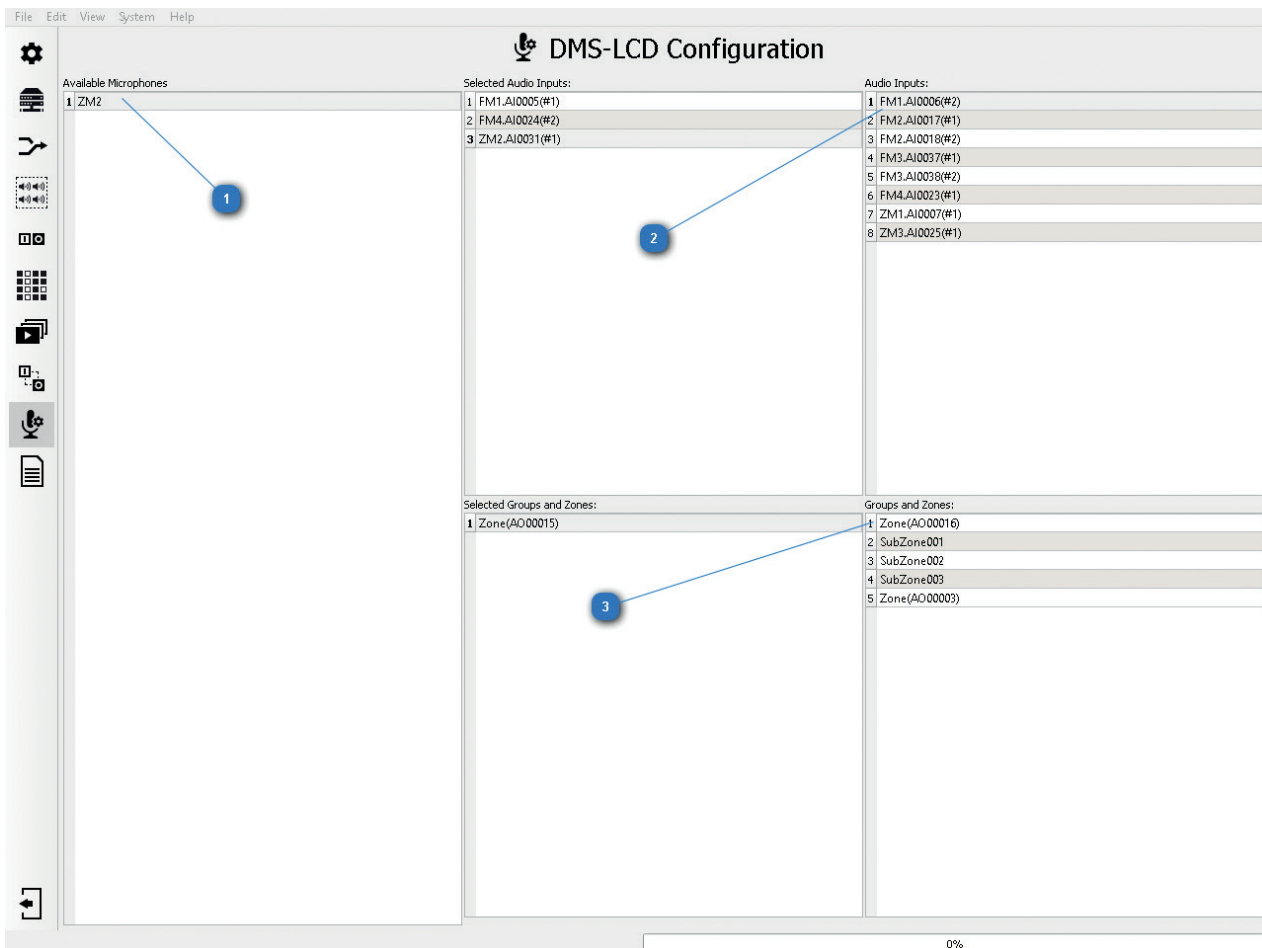 File Edit View System Help
DMS-LCD Configuration
Available Microphones
1 ZM2
1
Selected Audio Inputs:
1 FM1.AI0005(#1)
2 FM4.AI0024(#2)
3 ZM2.AI0031(#1)
2
Audio Inputs:
1 FM1.AI0006(#2)
2 FM2.AI0017(#1)
3 FM2.AI0018(#2)
4 FM3.AI0037(#1)
5 FM3.AI0038(#2)
6 FM4.AI0023(#1)
7 ZM1.AI0007(#1)
8 ZM3.AI0025(#1)
Selected Groups and Zones:
1 Zone(AO00015)
3
Groups and Zones:
1 Zone(AO00016)
2 SubZone001
3 SubZone002
4 SubZone003
5 Zone(AO00003)
0%